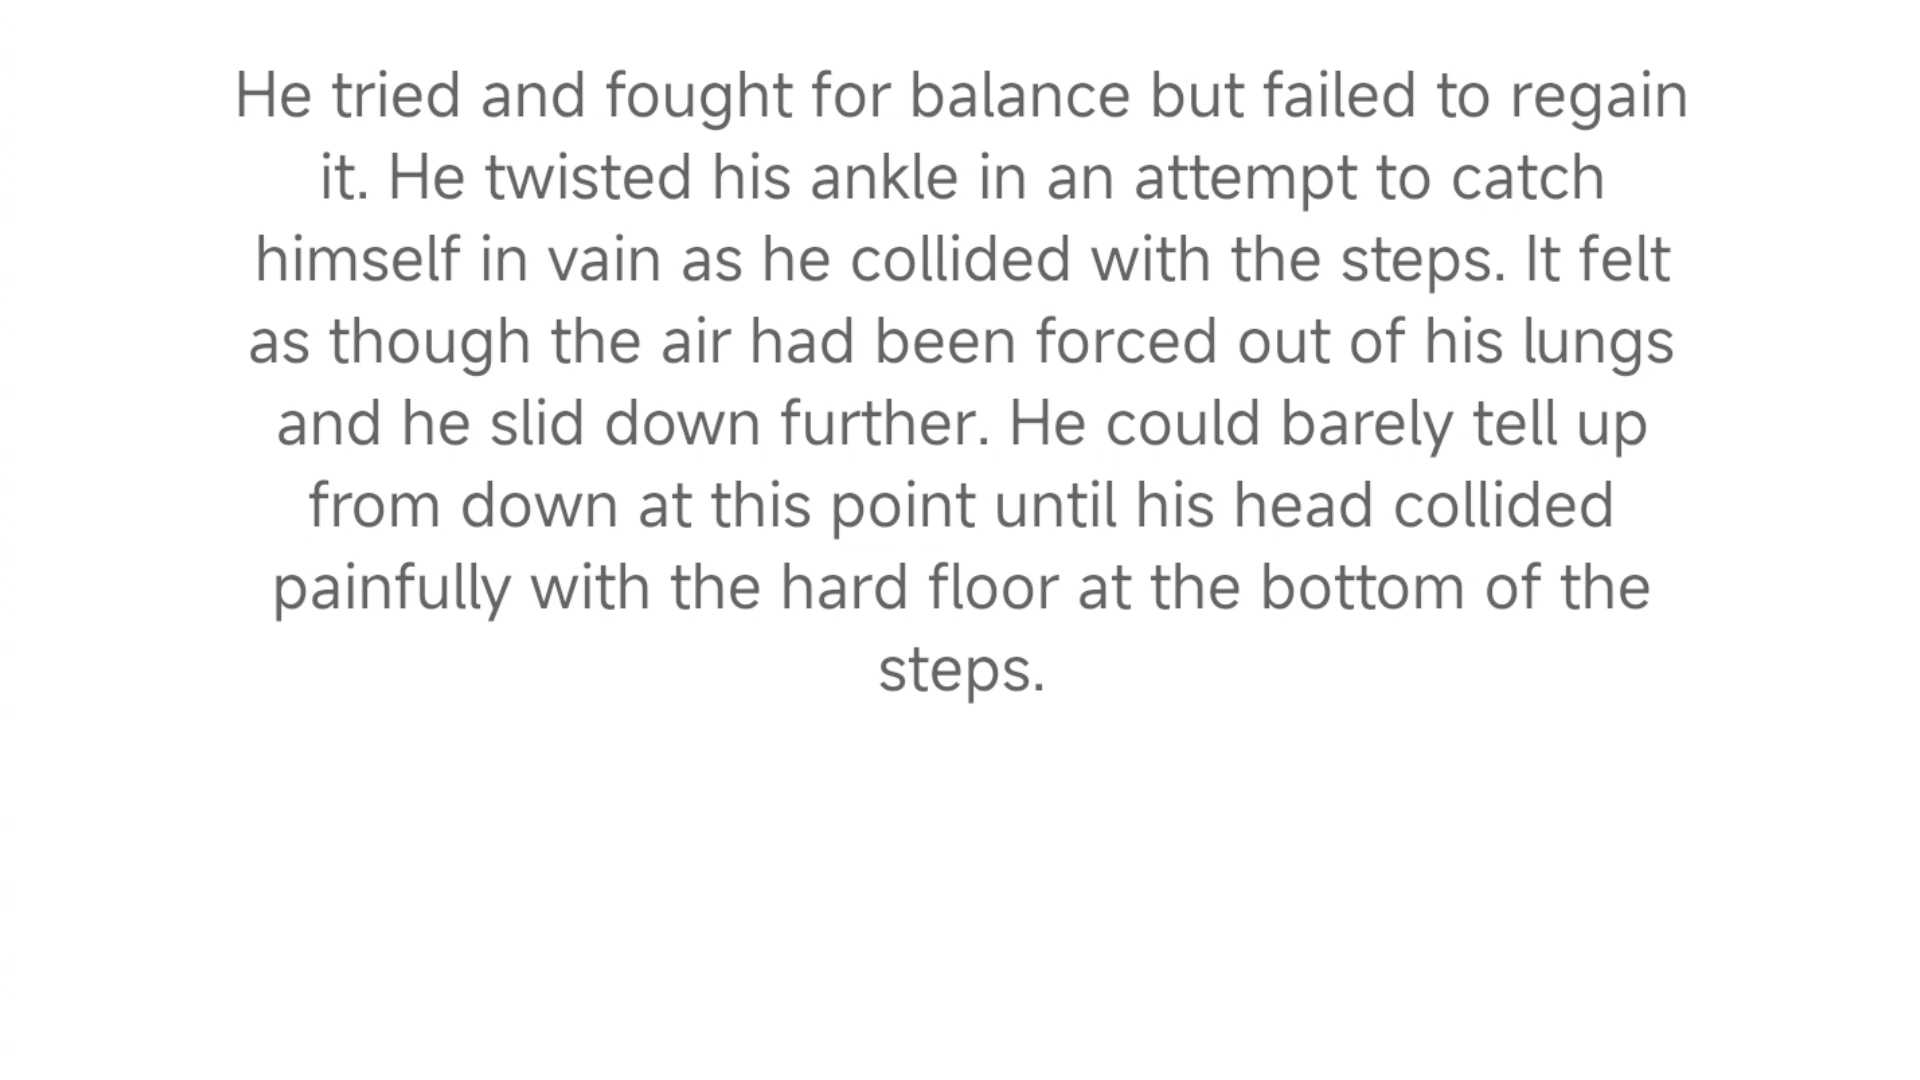 He tried and fought for balance but failed to regain
it. He twisted his ankle in an attempt to catch
himself in vain as he collided with the steps. It felt
as though the air had been forced out of his lungs
and he slid down further. He could barely tell up
from down at this point until his head collided
painfully with the hard floor at the bottom of the
steps.